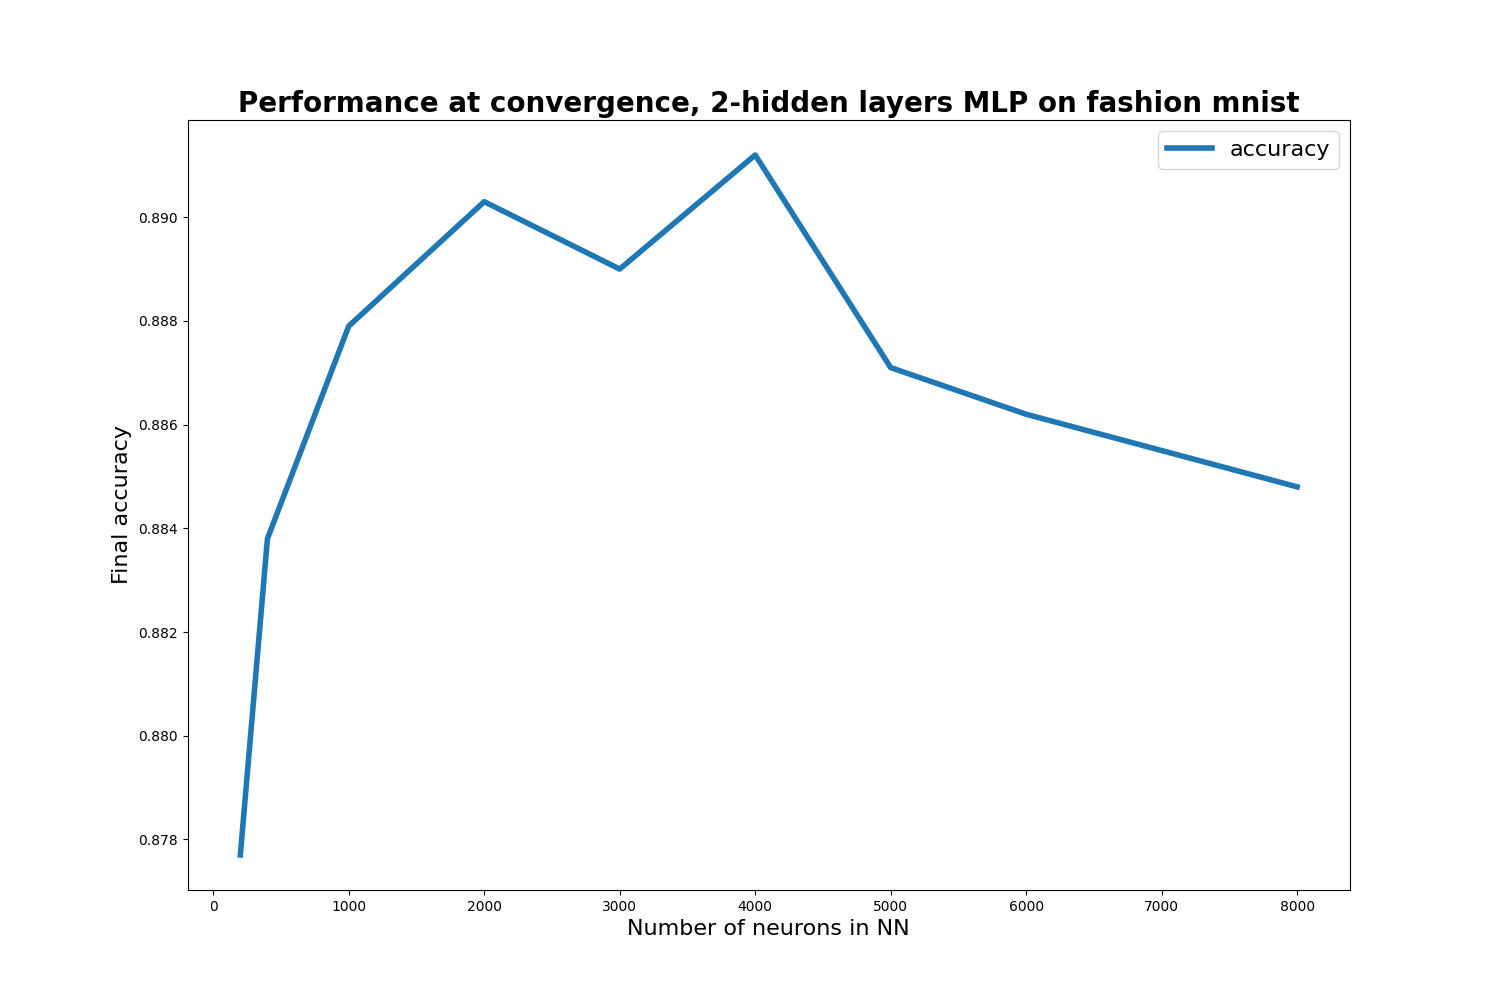 Performance at convergence, 2-hidden layers MLP on fashion mnist
accuracy
0.890
0.888
0.886
0.884
0.882
0.880
0.878
Final accuracy
0 1000 2000 3000 4000 5000 6000 7000 8000
Number of neurons in NN